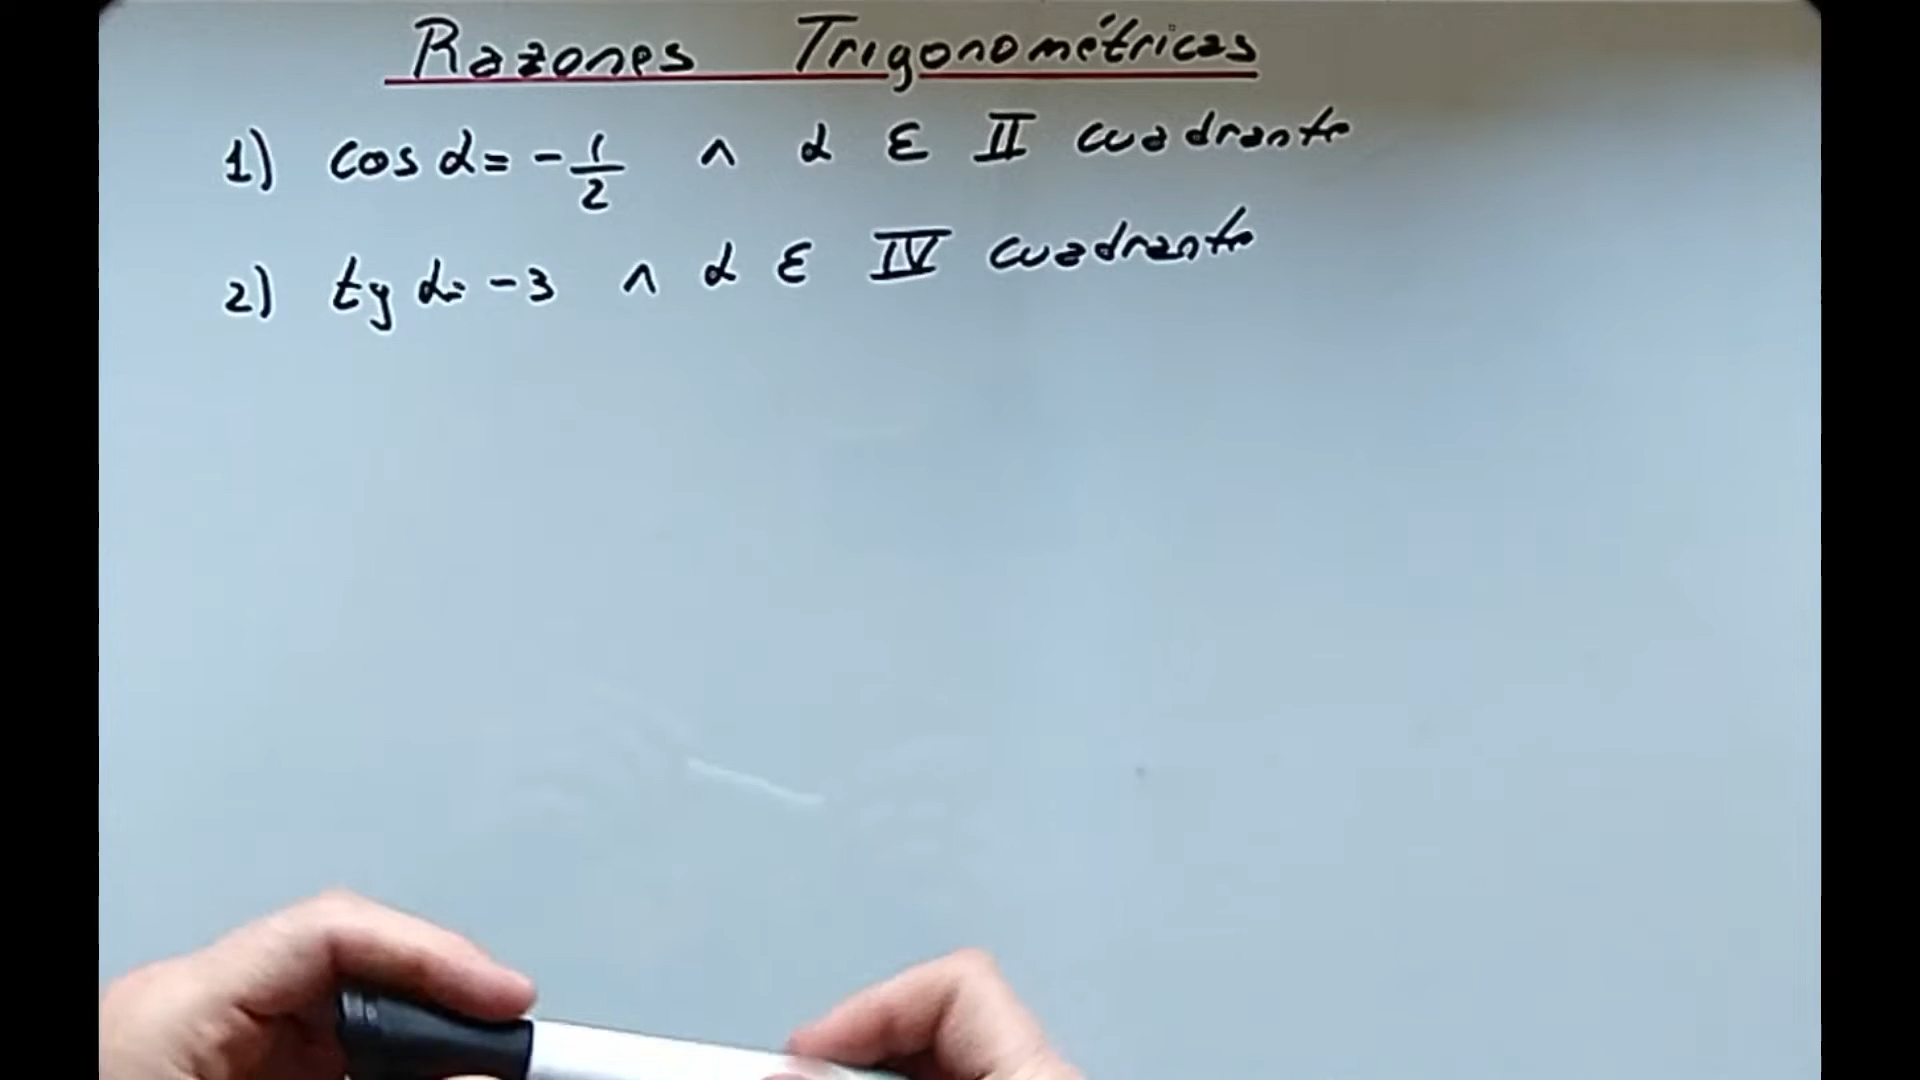 Razones Trigonométricas
1) cos α = - 1/2 ∧ α ε II cuadrante
2) tg α = -3 ∧ α ε IV cuadrante